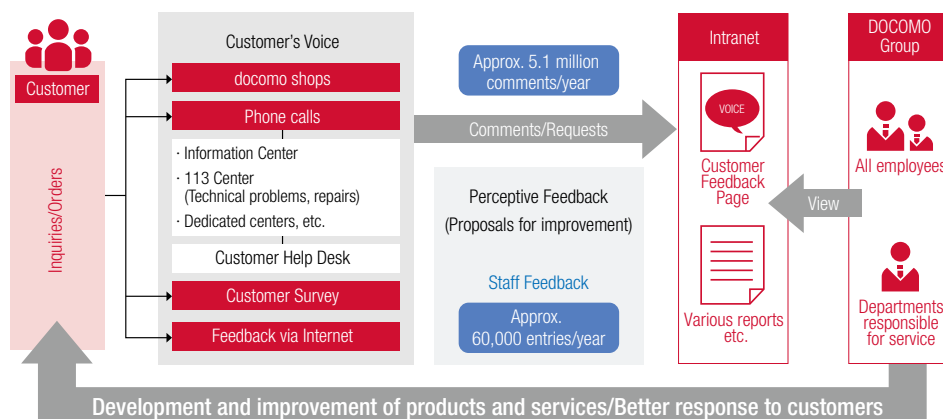 Customer
Inquiries/Orders
Customer's Voice
docomo shops
Phone calls
· Information Center
· 113 Center
(Technical problems, repairs)
· Dedicated centers, etc.
Customer Help Desk
Customer Survey
Feedback via Internet
Approx. 5.1 million
comments/year
Comments/Requests
Perceptive Feedback
(Proposals for improvement)
Staff Feedback
Approx.
60,000 entries/year
Intranet
VOICE
Customer
Feedback
Page
Various reports
etc.
View
DOCOMO
Group
All employees
Departments
responsible
for service
Development and improvement of products and services/Better response to customers